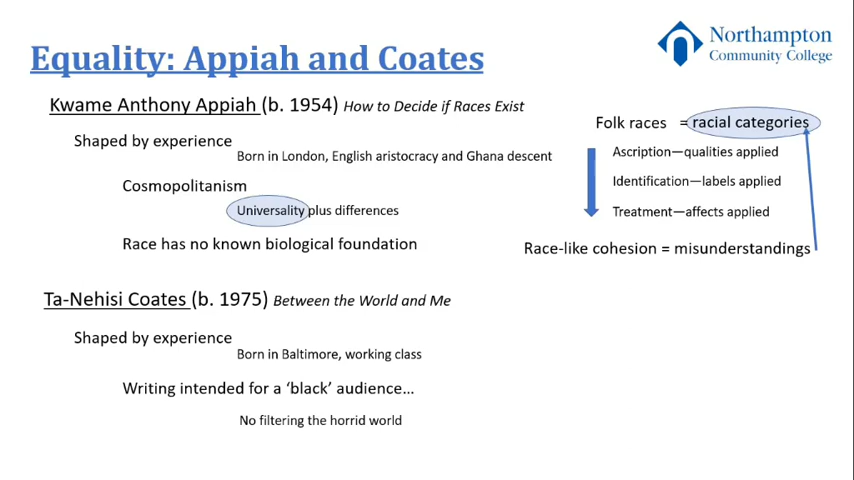 Equality: Appiah and Coates
Northampton
Community College
Kwame Anthony Appiah (b. 1954) How to Decide if Races Exist
Shaped by experience
Born in London, English aristocracy and Ghana descent
Cosmopolitanism
Universality plus differences
Race has no known biological foundation
Folk races = racial categories
Ascription—qualities applied
Identification—labels applied
Treatment—affects applied
Race-like cohesion = misunderstandings
Ta-Nehisi Coates (b. 1975) Between the World and Me
Shaped by experience
Born in Baltimore, working class
Writing intended for a ‘black’ audience…
No filtering the horrid world